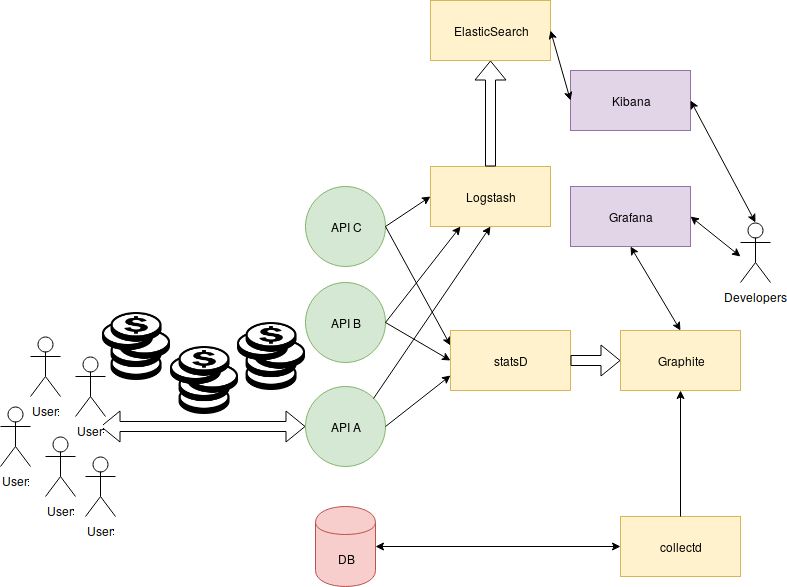 ElasticSearch
Kibana
Logstash
API C
Grafana
Developers
API B
statsD
Graphite
$
$
$
User:
User:
API A
User:
User:
User:
DB
collectd